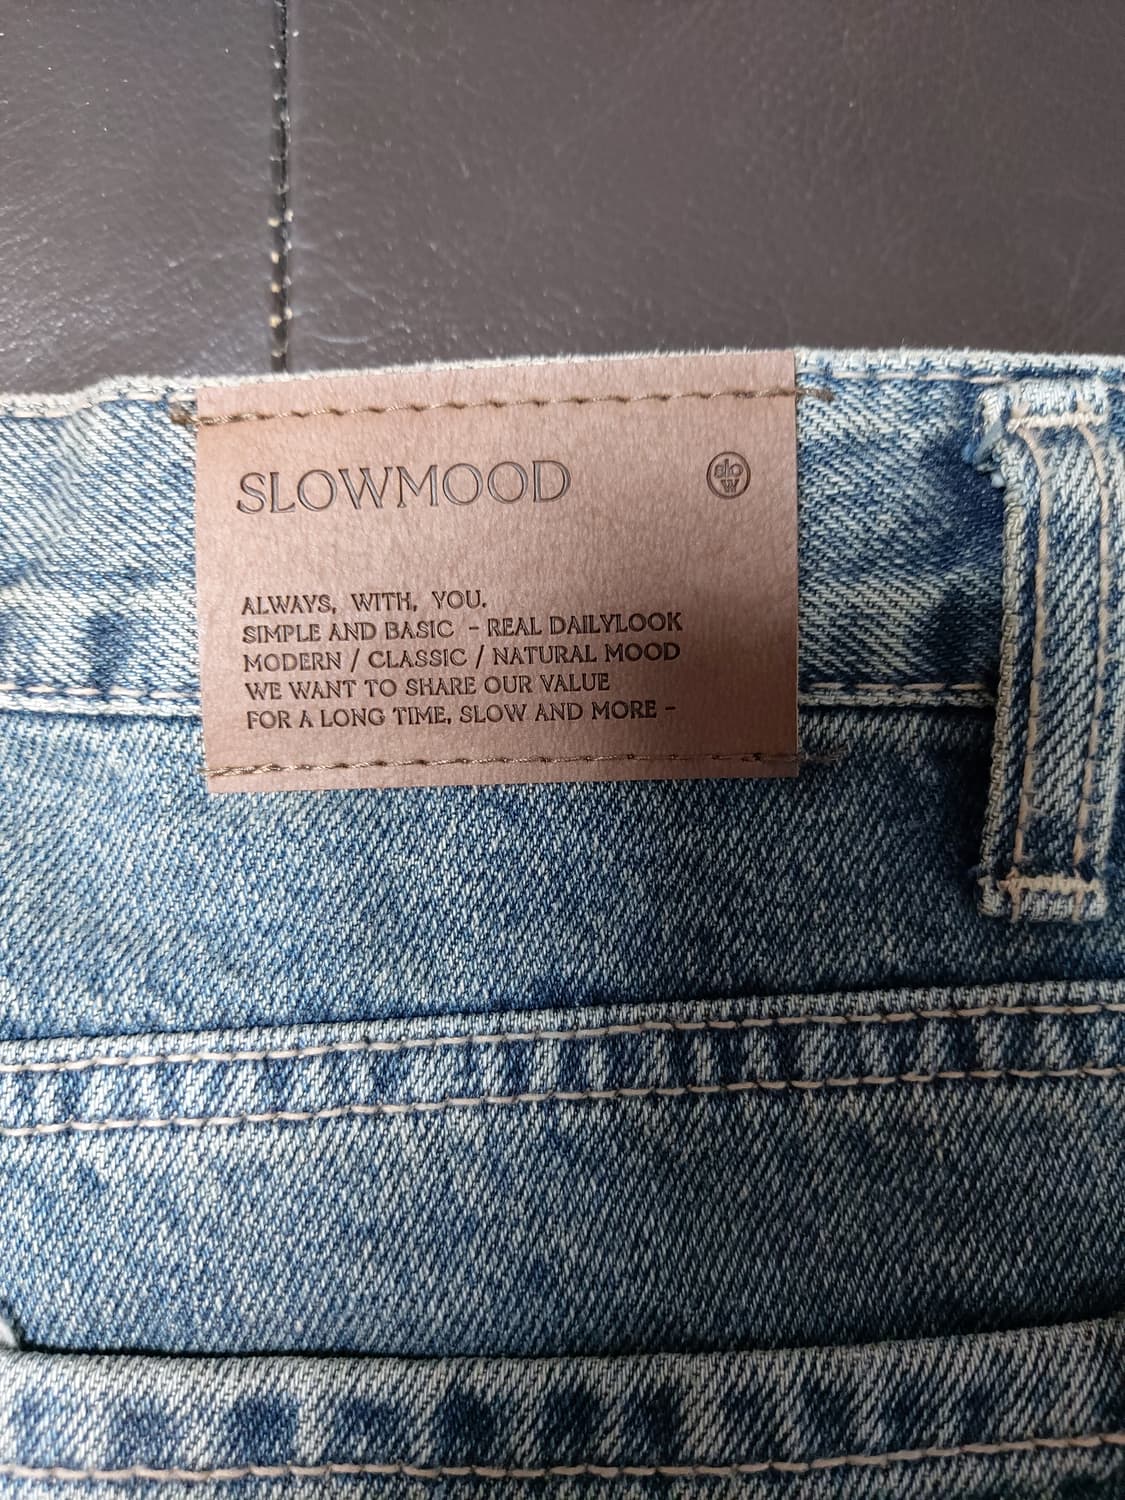 SLOWMOOD
slo
w
ALWAYS, WITH, YOU.
SIMPLE AND BASIC - REAL DAILYLOOK
MODERN / CLASSIC / NATURAL MOOD
WE WANT TO SHARE OUR VALUE
FOR A LONG TIME, SLOW AND MORE -